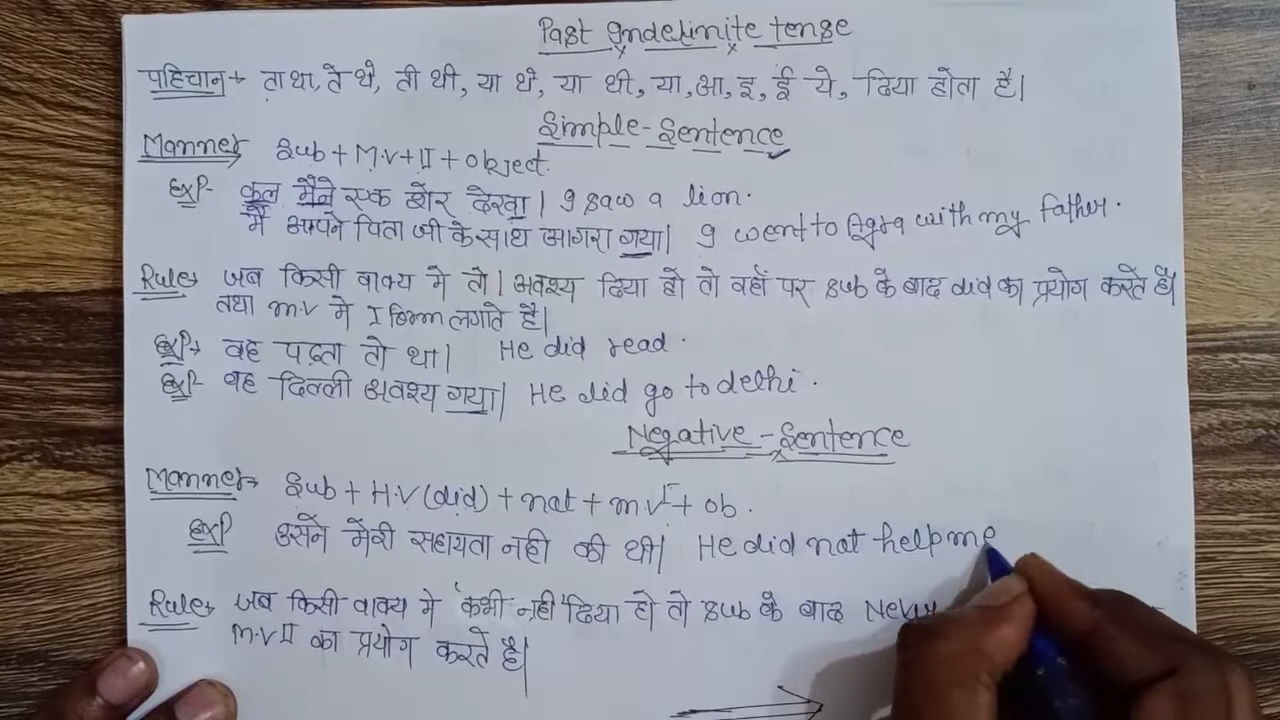 Past Indefinite tense
पहिचान → ता था, ते थे, ती थी, या थे, या थी, या, आ, इ, ई ये, दिया होता है।
Simple-Sentence
Manner → Sub + M.V + II + object.
Exp- कल मैने एक शेर देखा। I saw a lion.
मै अपने पिता जी के साथ आगरा गया। I went to Agra with my father.
Rule → जब किसी वाक्य मे तो। अवश्य दिया हो तो वहाँ पर sub के बाद did का प्रयोग करते है।
तथा m.v मे I form लगाते है।
Exp → वह पढ़ता तो था। He did read.
Exp- वह दिल्ली अवश्य गया। He did go to delhi.
Negative-Sentence
Manner → Sub + H.V (did) + not + m.v I + ob.
Exp उसने मेरी सहायता नही की थी। He did not help me
Rule → जब किसी वाक्य मे 'कभी नही' दिया हो तो sub के बाद Never
m.v II का प्रयोग करते है।